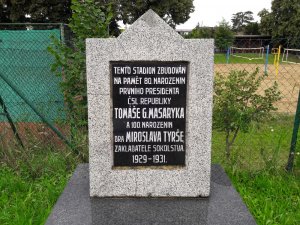 TENTO STADION ZBUDOVÁN
NA PAMĚŤ 80. NAROZENIN
PRVNÍHO PRESIDENTA
ČSL. REPUBLIKY
TOMÁŠE G. MASARYKA
A 100. NAROZENIN
DRA MIROSLAVA TYRŠE
ZAKLADATELE SOKOLSTVA.
1929-1931.